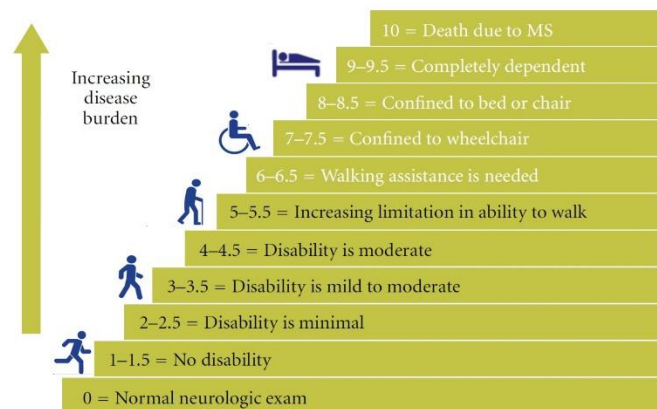 Increasing
disease
burden
10 = Death due to MS
9–9.5 = Completely dependent
8–8.5 = Confined to bed or chair
7–7.5 = Confined to wheelchair
6–6.5 = Walking assistance is needed
5–5.5 = Increasing limitation in ability to walk
4–4.5 = Disability is moderate
3–3.5 = Disability is mild to moderate
2–2.5 = Disability is minimal
1–1.5 = No disability
0 = Normal neurologic exam